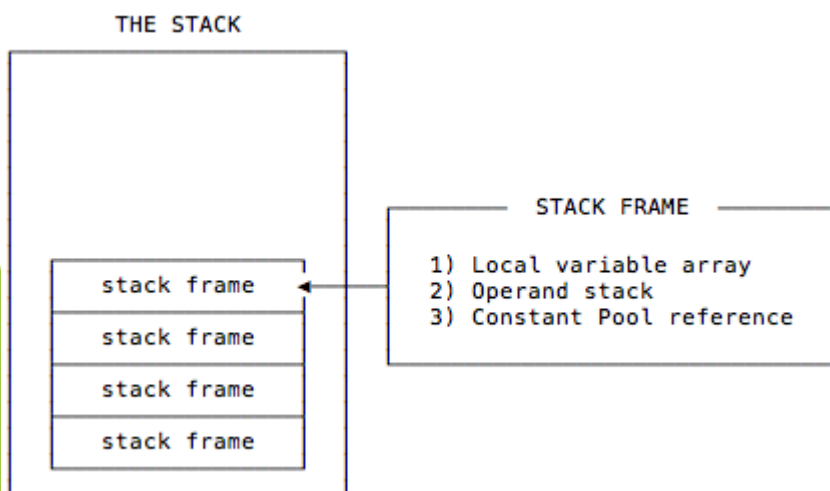 THE STACK
STACK FRAME
1) Local variable array
2) Operand stack
3) Constant Pool reference
stack frame
stack frame
stack frame
stack frame